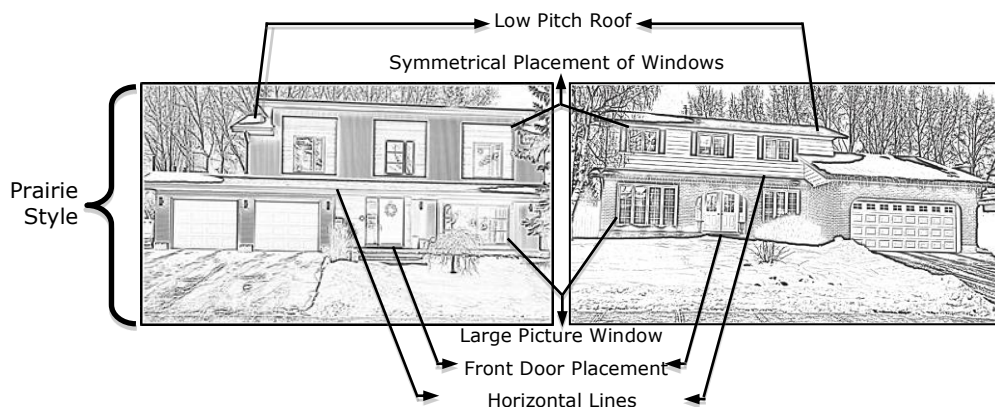 Low Pitch Roof
Symmetrical Placement of Windows
Prairie
Style
Large Picture Window
Front Door Placement
Horizontal Lines